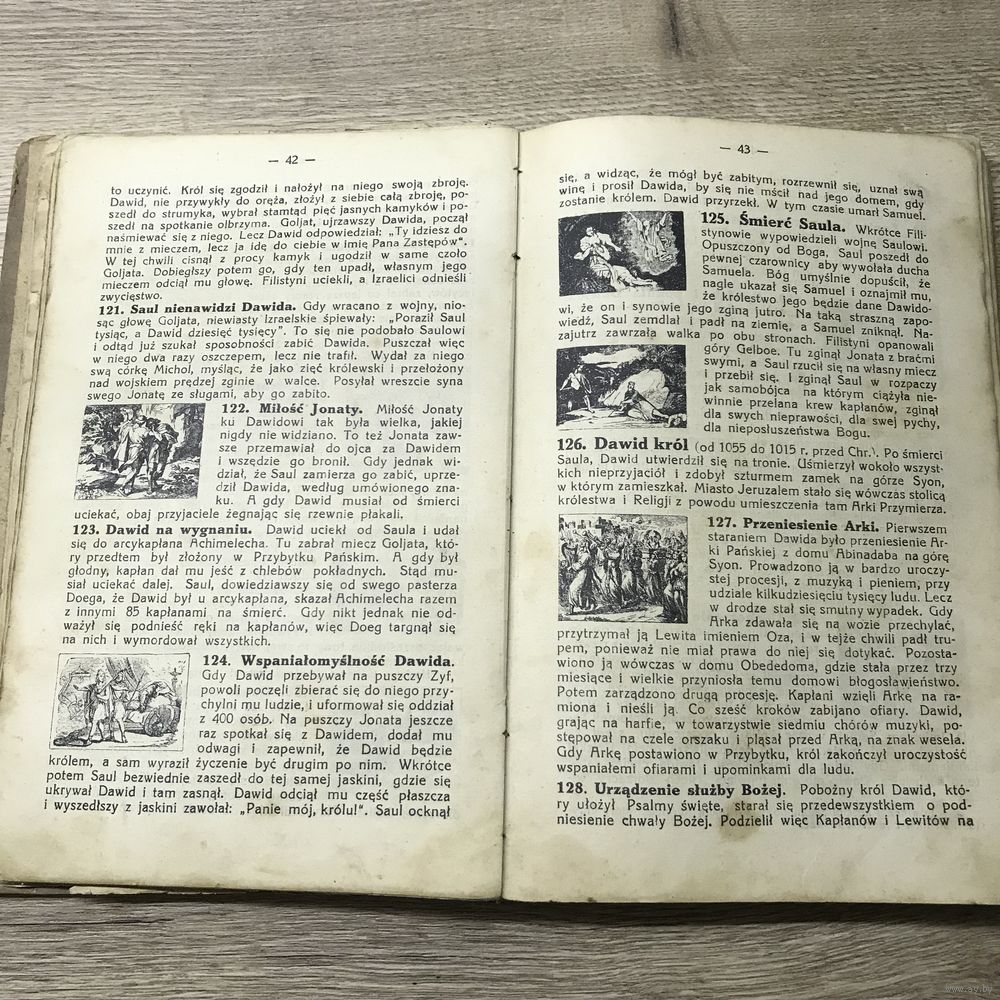 — 42 —
to uczynić. Król się zgodził i nałożył na niego swoją zbroję.
Dawid, nie przywykły do oręża, złożył z siebie całą zbroję, po-
szedł do strumyka, wybrał stamtąd pięć jasnych kamyków i po-
szedł na spotkanie olbrzyma. Goljat, ujrzawszy Dawida, począł
naśmiewać się z niego. Lecz Dawid odpowiedział: „Ty idziesz do
mnie z mieczem, lecz ja idę do ciebie w imię Pana Zastępów“.
W tej chwili cisnął z procy kamyk i ugodził w same czoło
Goljata. Dobiegłszy potem go, gdy ten upadł, własnym jego
mieczem odciął mu głowę. Filistyni uciekli, a Izraelici odnieśli
zwycięstwo.
121. Saul nienawidzi Dawida. Gdy wracano z wojny, nio-
sąc głowę Goljata, niewiasty Izraelskie śpiewały: „Poraził Saul
tysiąc, a Dawid dziesięć tysięcy”. To się nie podobało Saulowi
i odtąd już szukał sposobności zabić Dawida. Puszczał więc
w niego dwa razy oszczepem, lecz nie trafił. Wydał za niego
swą córkę Michol, myśląc, że jako zięć królewski i przełożony
nad wojskiem prędzej zginie w walce. Posyłał wreszcie syna
swego Jonatę ze sługami, aby go zabito.
122. Miłość Jonaty. Miłość Jonaty
ku Dawidowi tak była wielka, jakiej
nigdy nie widziano. To też Jonata zaw-
sze przemawiał do ojca za Dawidem
i wszędzie go bronił. Gdy jednak wi-
dział, że Saul zamierza go zabić, uprze-
dził Dawida, według umówionego zna-
ku. A gdy Dawid musiał od śmierci
uciekać, obaj przyjaciele żegnając się rzewnie płakali.
123. Dawid na wygnaniu. Dawid uciekł od Saula i udał
się do arcykapłana Achimelecha. Tu zabrał miecz Goljata, któ-
ry przedtem był złożony w Przybytku Pańskim. A gdy był
głodny, kapłan dał mu jeść z chlebów pokładnych. Stąd mu-
siał uciekać dalej. Saul, dowiedziawszy się od swego pasterza
Doega, że Dawid był u arcykapłana, skazał Achimelecha razem
z innymi 85 kapłanami na śmierć. Gdy nikt jednak nie od-
ważył się podnieść ręki na kapłanów, więc Doeg targnął się
na nich i wymordował wszystkich.
124. Wspaniałomyślność Dawida.
Gdy Dawid przebywał na puszczy Zyf,
powoli poczęli zbierać się do niego przy-
chylni mu ludzie, i uformował się oddział
z 400 osób. Na puszczy Jonata jeszcze
raz spotkał się z Dawidem, dodał mu
odwagi i zapewnił, że Dawid będzie
królem, a sam wyraził życzenie być drugim po nim. Wkrótce
potem Saul bezwiednie zaszedł do tej samej jaskini, gdzie się
ukrywał Dawid i tam zasnął. Dawid odciął mu część płaszcza
i wyszedłszy z jaskini zawołał: „Panie mój, królu!“. Saul ocknął
— 43 —
się, a widząc, że mógł być zabitym, rozrzewnił się, uznał swą
winę i prosił Dawida, by się nie mścił nad jego domem, gdy
zostanie królem. Dawid przyrzekł. W tym czasie umarł Samuel.
125. Śmierć Saula. Wkrótce Fili-
stynowie wypowiedzieli wojnę Saulowi.
Opuszczony od Boga, Saul poszedł do
pewnej czarownicy aby wywołała ducha
Samuela. Bóg umyślnie dopuścił, że
nagle ukazał się Samuel i oznajmił mu,
że królestwo jego będzie dane Dawido-
wi, że on i synowie jego zginą jutro. Na taką straszną zapo-
wiedź, Saul zemdlał i padł na ziemię, a Samuel zniknął. Na-
zajutrz zawrzała walka po obu stronach. Filistyni opanowali
góry Gelboe. Tu zginął Jonata z braćmi
swymi, a Saul rzucił się na własny miecz
i przebił się. I zginął Saul w rozpaczy
jak samobójca na którym ciążyła nie-
winnie przelana krew kapłanów, zginął
dla swych nieprawości, dla swej pychy,
dla nieposłuszeństwa Bogu.
126. Dawid król (od 1055 do 1015 r. przed Chr.). Po śmierci
Saula, Dawid utwierdził się na tronie. Uśmierzył wokoło wszyst-
kich nieprzyjaciół i zdobył szturmem zamek na górze Syon,
w którym zamieszkał. Miasto Jeruzalem stało się wówczas stolicą
królestwa i Religji z powodu umieszczenia tam Arki Przymierza.
127. Przeniesienie Arki. Pierwszem
staraniem Dawida było przeniesienie Ar-
ki Pańskiej z domu Abinadaba na górę
Syon. Prowadzono ją w bardzo uroczy-
stej procesji, z muzyką i pieniem, przy
udziale kilkudziesięciu tysięcy ludu. Lecz
w drodze stał się smutny wypadek. Gdy
Arka zdawała się na wozie przechylać,
przytrzymał ją Lewita imieniem Oza, i w tejże chwili padł tru-
pem, ponieważ nie miał prawa do niej się dotykać. Pozosta-
wiono ją wówczas w domu Obededoma, gdzie stała przez trzy
miesiące i wielkie przyniosła temu domowi błogosławieństwo.
Potem zarządzono drugą procesję. Kapłani wzięli Arkę na ra-
miona i nieśli ją. Co sześć kroków zabijano ofiary. Dawid,
grając na harfie, w towarzystwie siedmiu chórów muzyki, po-
stępował na czele orszaku i pląsał przed Arką, na znak wesela.
Gdy Arkę postawiono w Przybytku, król zakończył uroczystość
wspaniałemi ofiarami i upominkami dla ludu.
128. Urządzenie służby Bożej. Pobożny król Dawid, któ-
ry ułożył Psalmy święte, starał się przedewszystkiem o pod-
niesienie chwały Bożej. Podzielił więc Kapłanów i Lewitów na
www.ay.by